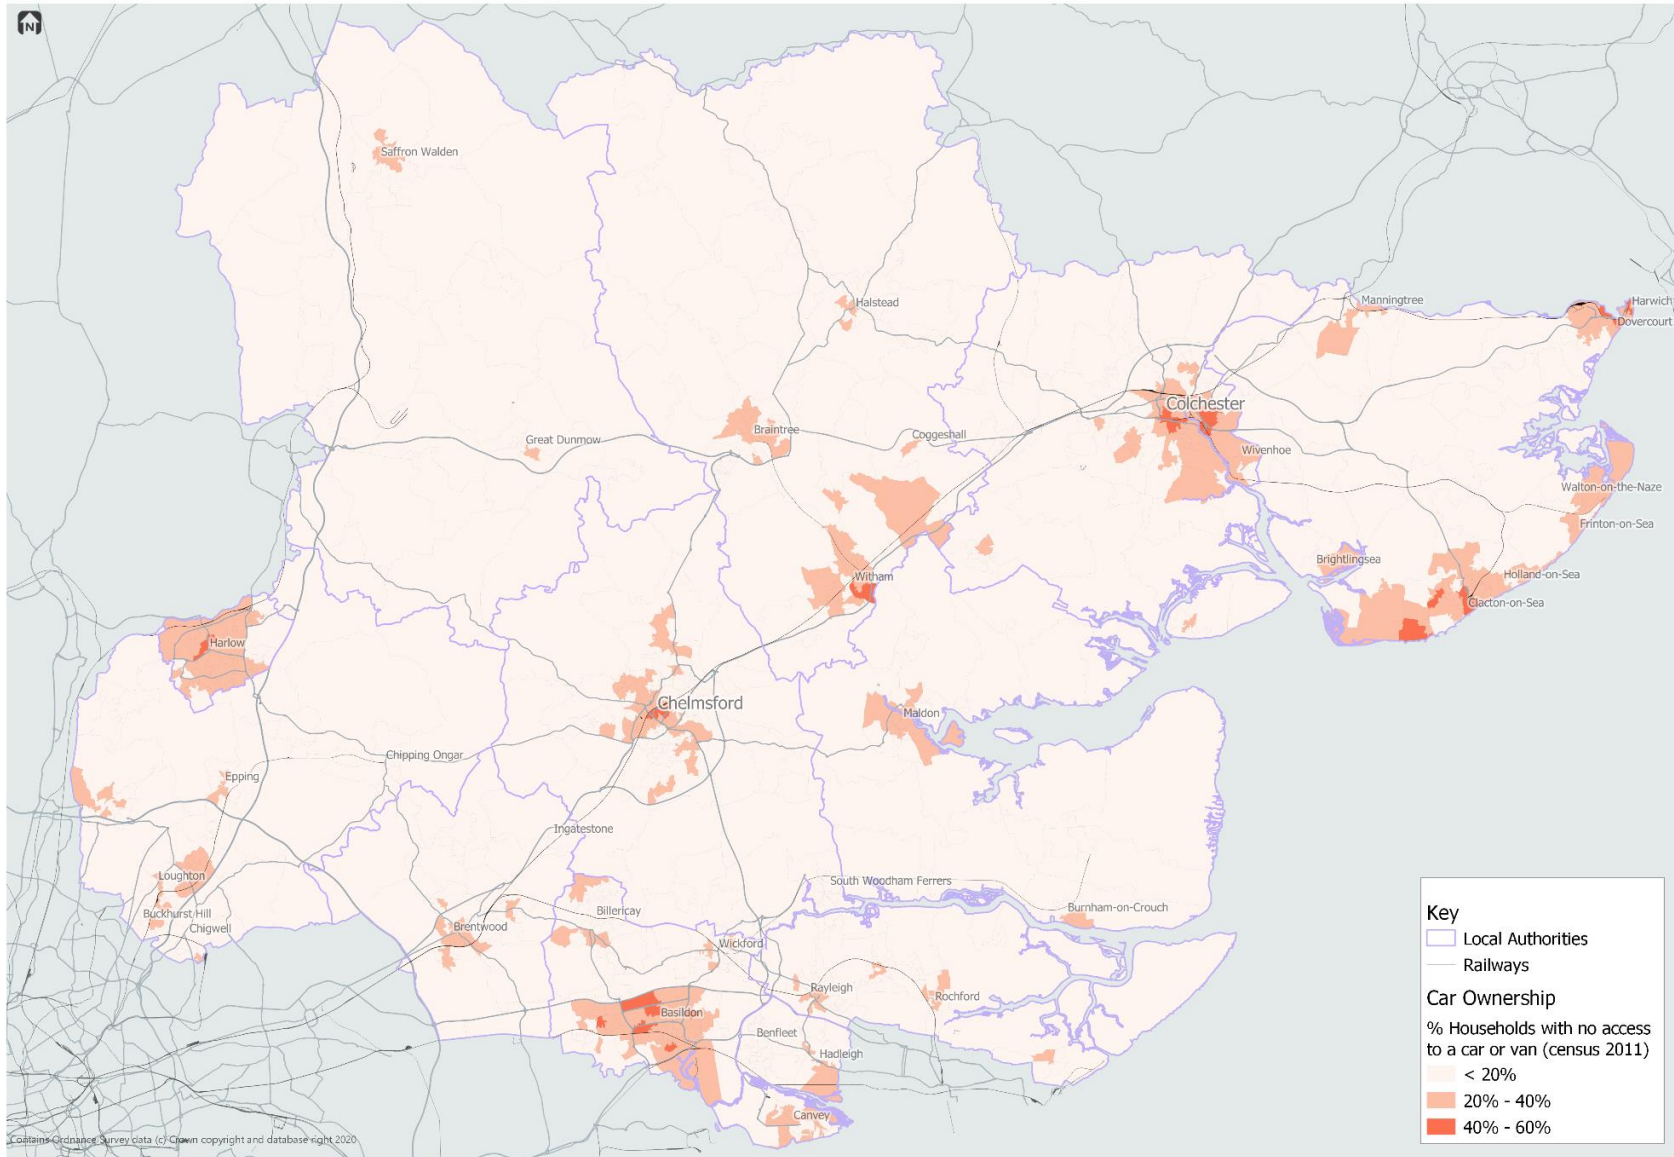 N
Saffron Walden
Halstead
Manningtree
Harwich
Dovercourt
Colchester
Braintree
Great Dunmow
Coggeshall
Wivenhoe
Walton-on-the-Naze
Frinton-on-Sea
Brightlingsea
Holland-on-Sea
Witham
Clacton-on-Sea
Harlow
Chelmsford
Maldon
Chipping Ongar
Epping
Ingatestone
Loughton
South Woodham Ferrers
Buckhurst Hill
Billericay
Burnham-on-Crouch
Chigwell
Brentwood
Wickford
Rayleigh
Rochford
Basildon
Benfleet
Hadleigh
Canvey
Key
Local Authorities
Railways
Car Ownership
% Households with no access
to a car or van (census 2011)
< 20%
20% - 40%
40% - 60%
Contains Ordnance Survey data (c) Crown copyright and database right 2020